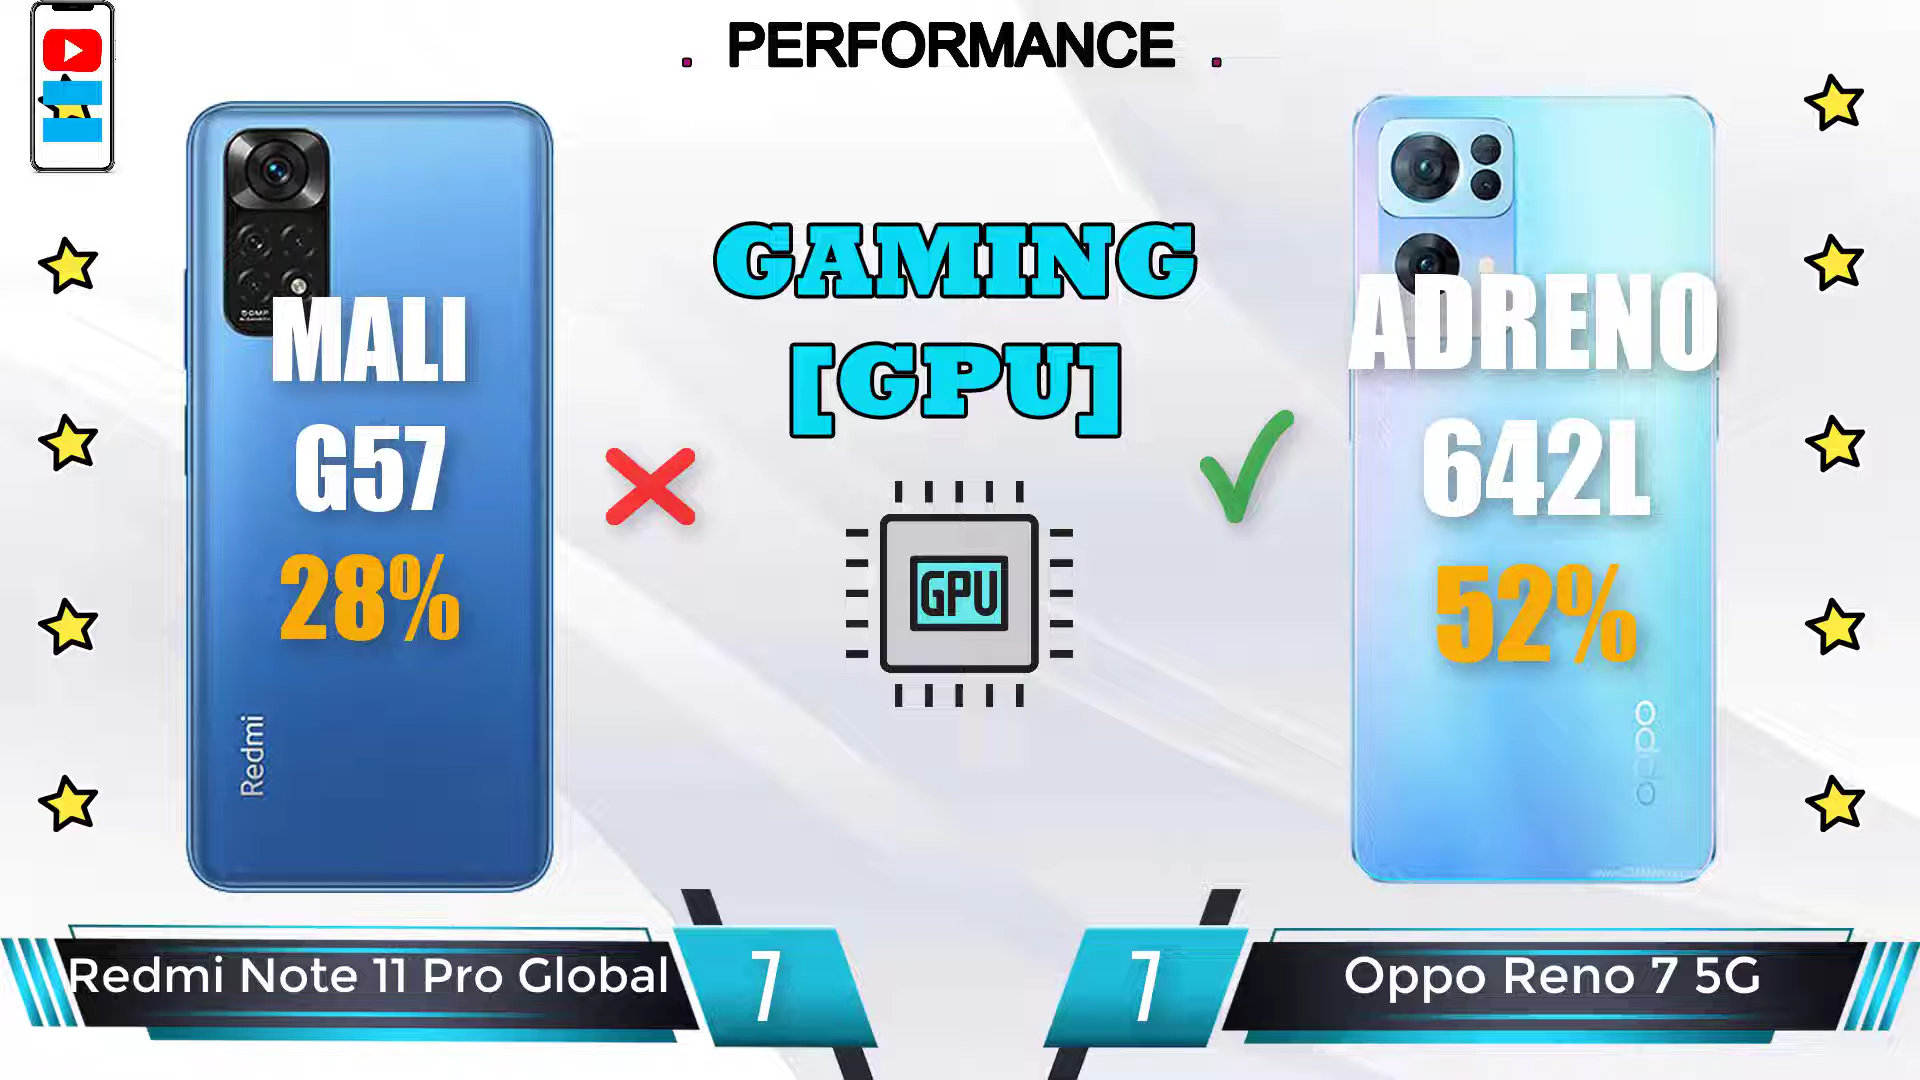 . PERFORMANCE .
GAMING
[GPU]
MALI
G57
28%
ADRENO
642L
52%
GPU
50MP
Redmi
oppo
Redmi Note 11 Pro Global
7
7
Oppo Reno 7 5G